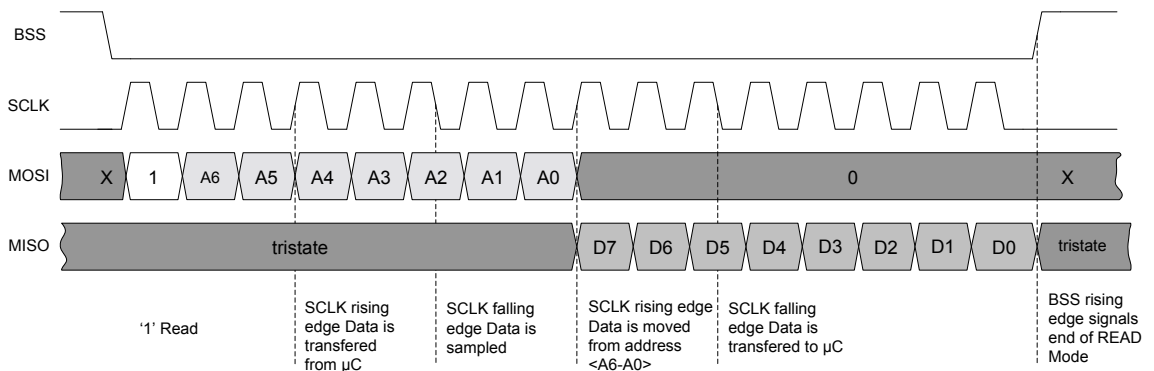 BSS
SCLK
MOSI X 1 A6 A5 A4 A3 A2 A1 A0 0 X
MISO tristate D7 D6 D5 D4 D3 D2 D1 D0 tristate
‘1’ Read
SCLK rising
edge Data is
transfered
from µC
SCLK falling
edge Data is
sampled
SCLK rising edge
Data is moved
from address
<A6-A0>
SCLK falling
edge Data is
transfered to µC
BSS rising
edge signals
end of READ
Mode